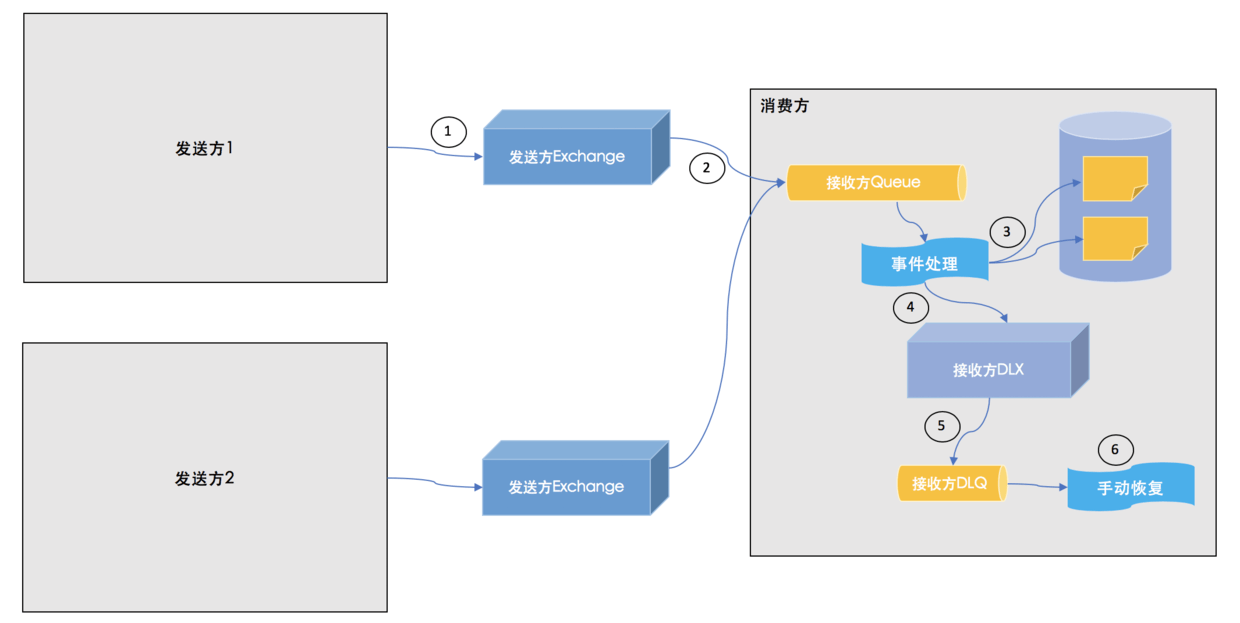 发送方1
1
发送方Exchange
2
消费方
接收方Queue
3
事件处理
4
接收方DLX
5
接收方DLQ
6
手动恢复
发送方2
发送方Exchange